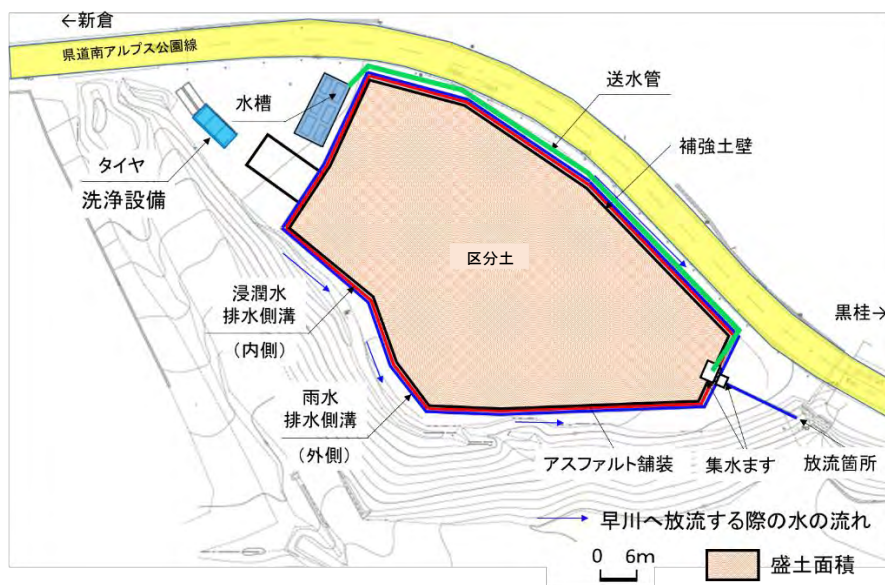 ←新倉
県道南アルプス公園線
送水管
水槽
補強土壁
タイヤ
洗浄設備
区分土
黒桂→
浸潤水
排水側溝
（内側）
雨水
排水側溝
（外側）
アスファルト舗装
集水ます
放流箇所
早川へ放流する際の水の流れ
0 6m
盛土面積